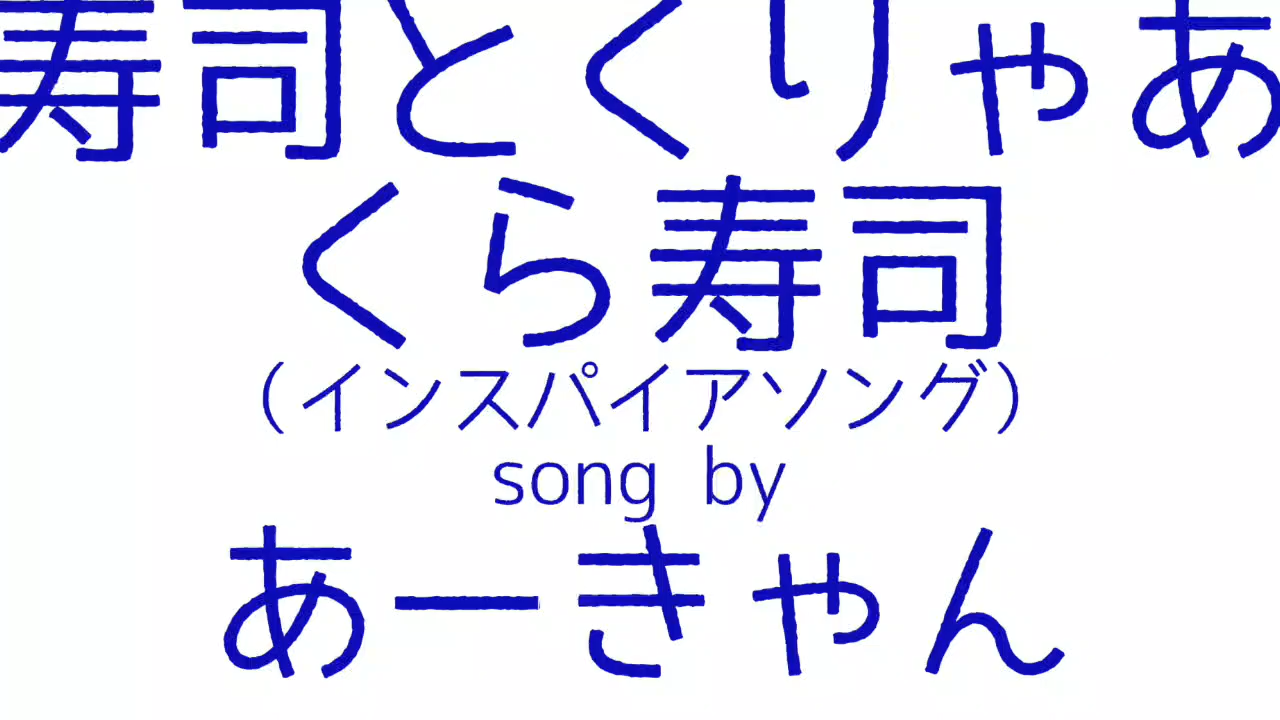 寿司とくりゃあ
くら寿司
(インスパイアソング)
song by
あーきゃん